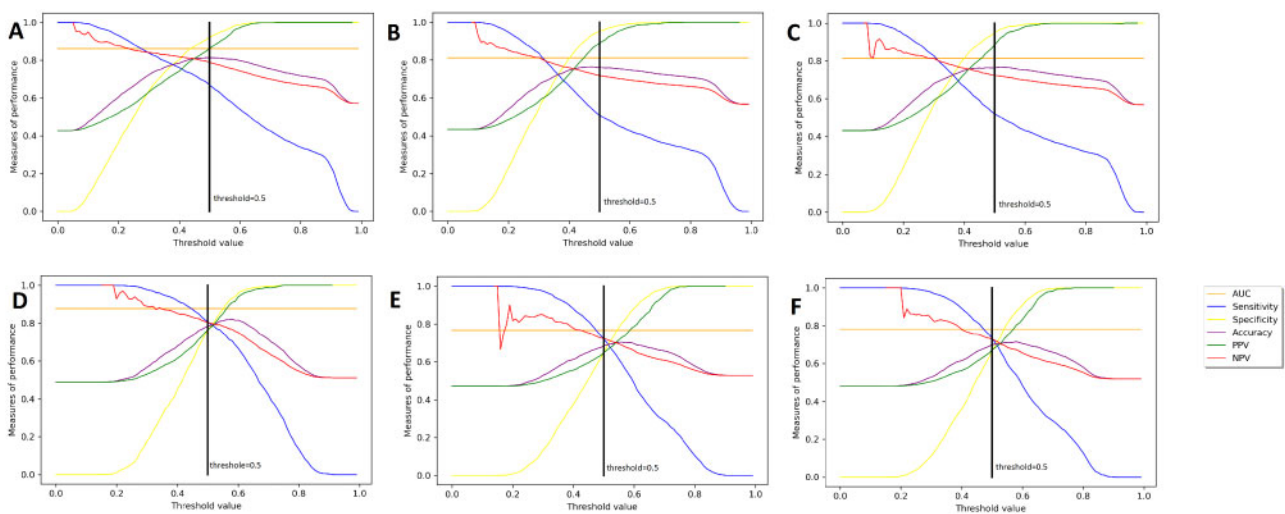 A
Measures of performance
1.0
0.8
0.6
0.4
0.2
0.0
threshold=0.5
0.0 0.2 0.4 0.6 0.8 1.0
Threshold value
B
Measures of performance
1.0
0.8
0.6
0.4
0.2
0.0
threshold=0.5
0.0 0.2 0.4 0.6 0.8 1.0
Threshold value
C
Measures of performance
1.0
0.8
0.6
0.4
0.2
0.0
threshold=0.5
0.0 0.2 0.4 0.6 0.8 1.0
Threshold value
D
Measures of performance
1.0
0.8
0.6
0.4
0.2
0.0
threshole=0.5
0.0 0.2 0.4 0.6 0.8 1.0
Threshold value
E
Measures of performance
1.0
0.8
0.6
0.4
0.2
0.0
threshold=0.5
0.0 0.2 0.4 0.6 0.8 1.0
Threshold value
F
Measures of performance
1.0
0.8
0.6
0.4
0.2
0.0
threshold=0.5
0.0 0.2 0.4 0.6 0.8 1.0
Threshold value
AUC
Sensitivity
Specificity
Accuracy
PPV
NPV